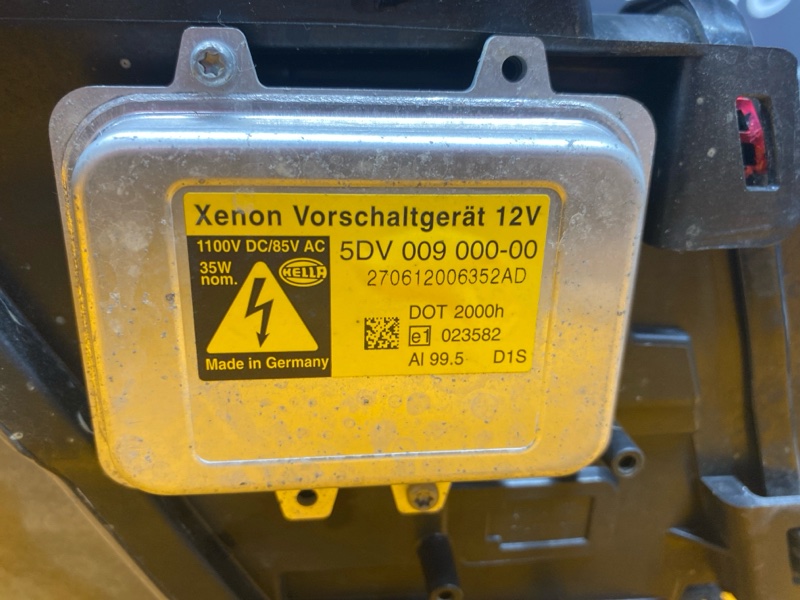 Xenon Vorschaltgerät 12V
1100V DC/85V AC
35W
nom.
HELLA
Made in Germany
5DV 009 000-00
270612006352AD
DOT 2000h
e1 023582
Al 99.5 D1S